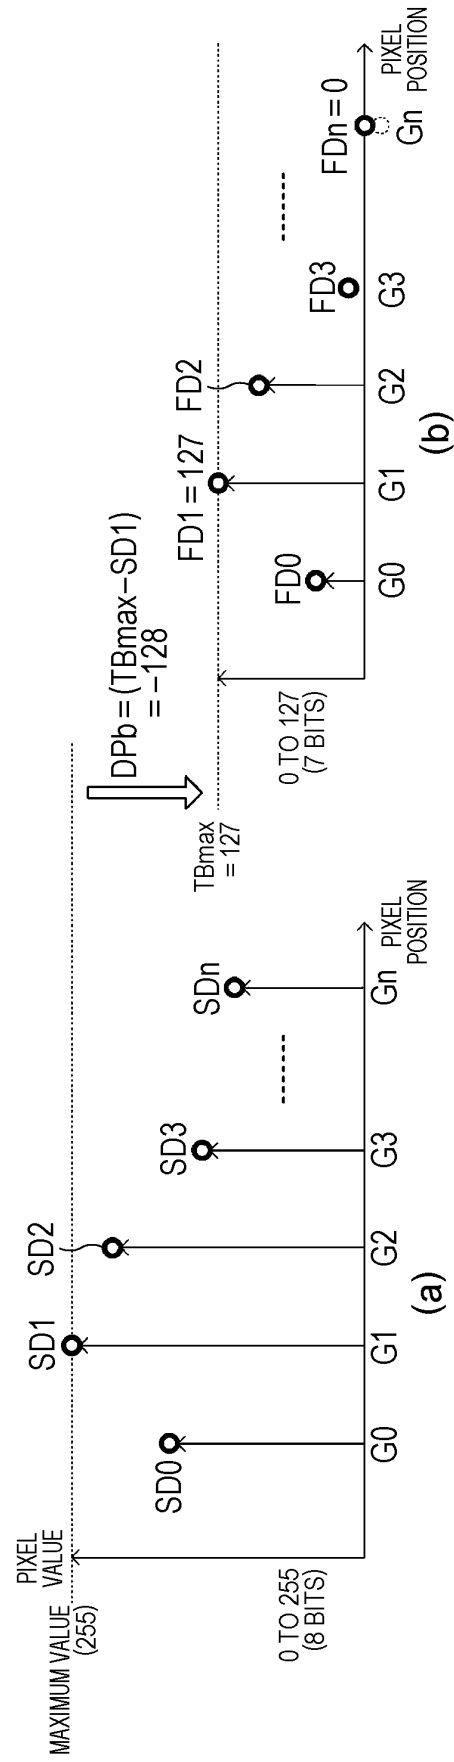 PIXEL
VALUE
MAXIMUM VALUE
(255)
0 TO 255
(8 BITS)
SD0
SD1
SD2
SD3
SDn
G0
G1
G2
G3
Gn
PIXEL
POSITION
(a)
DPb = (TBmax−SD1)
= −128
TBmax
= 127
0 TO 127
(7 BITS)
FD0
FD1 = 127
FD2
FD3
FDn = 0
G0
G1
G2
G3
Gn
PIXEL
POSITION
(b)